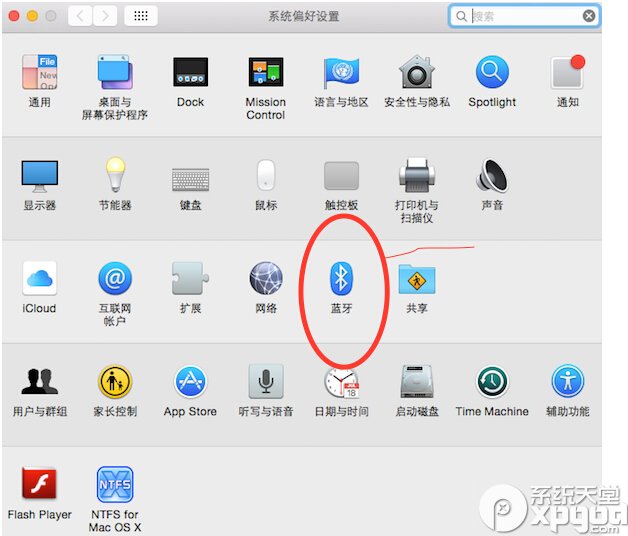 系统偏好设置
搜索
File
New
Ope
通用
桌面与
屏幕保护程序
Dock
Mission
Control
语言与地区
安全性与隐私
Spotlight
通知
显示器
节能器
键盘
鼠标
触控板
打印机与
扫描仪
声音
iCloud
互联网
帐户
扩展
网络
蓝牙
共享
用户与群组
家长控制
App Store
听写与语音
JUL
18
日期与时间
启动磁盘
Time Machine
辅助功能
Flash Player
NTFS
NTFS for
Mac OS X
系统天堂